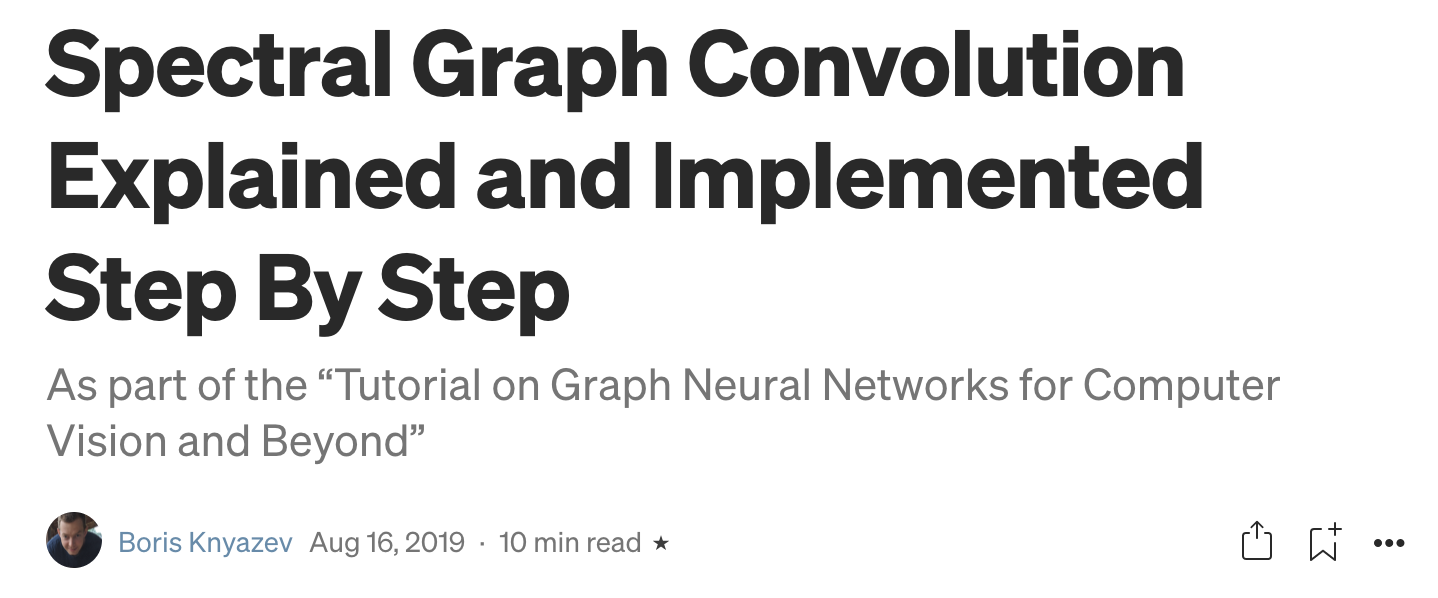 Spectral Graph Convolution
Explained and Implemented
Step By Step
As part of the “Tutorial on Graph Neural Networks for Computer
Vision and Beyond”
Boris Knyazev Aug 16, 2019 · 10 min read ★